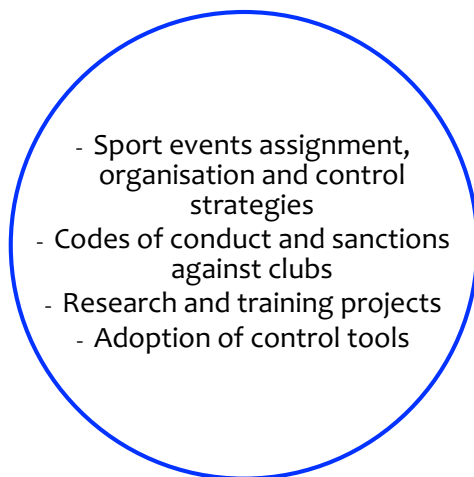 - Sport events assignment,
organisation and control
strategies
- Codes of conduct and sanctions
against clubs
- Research and training projects
- Adoption of control tools